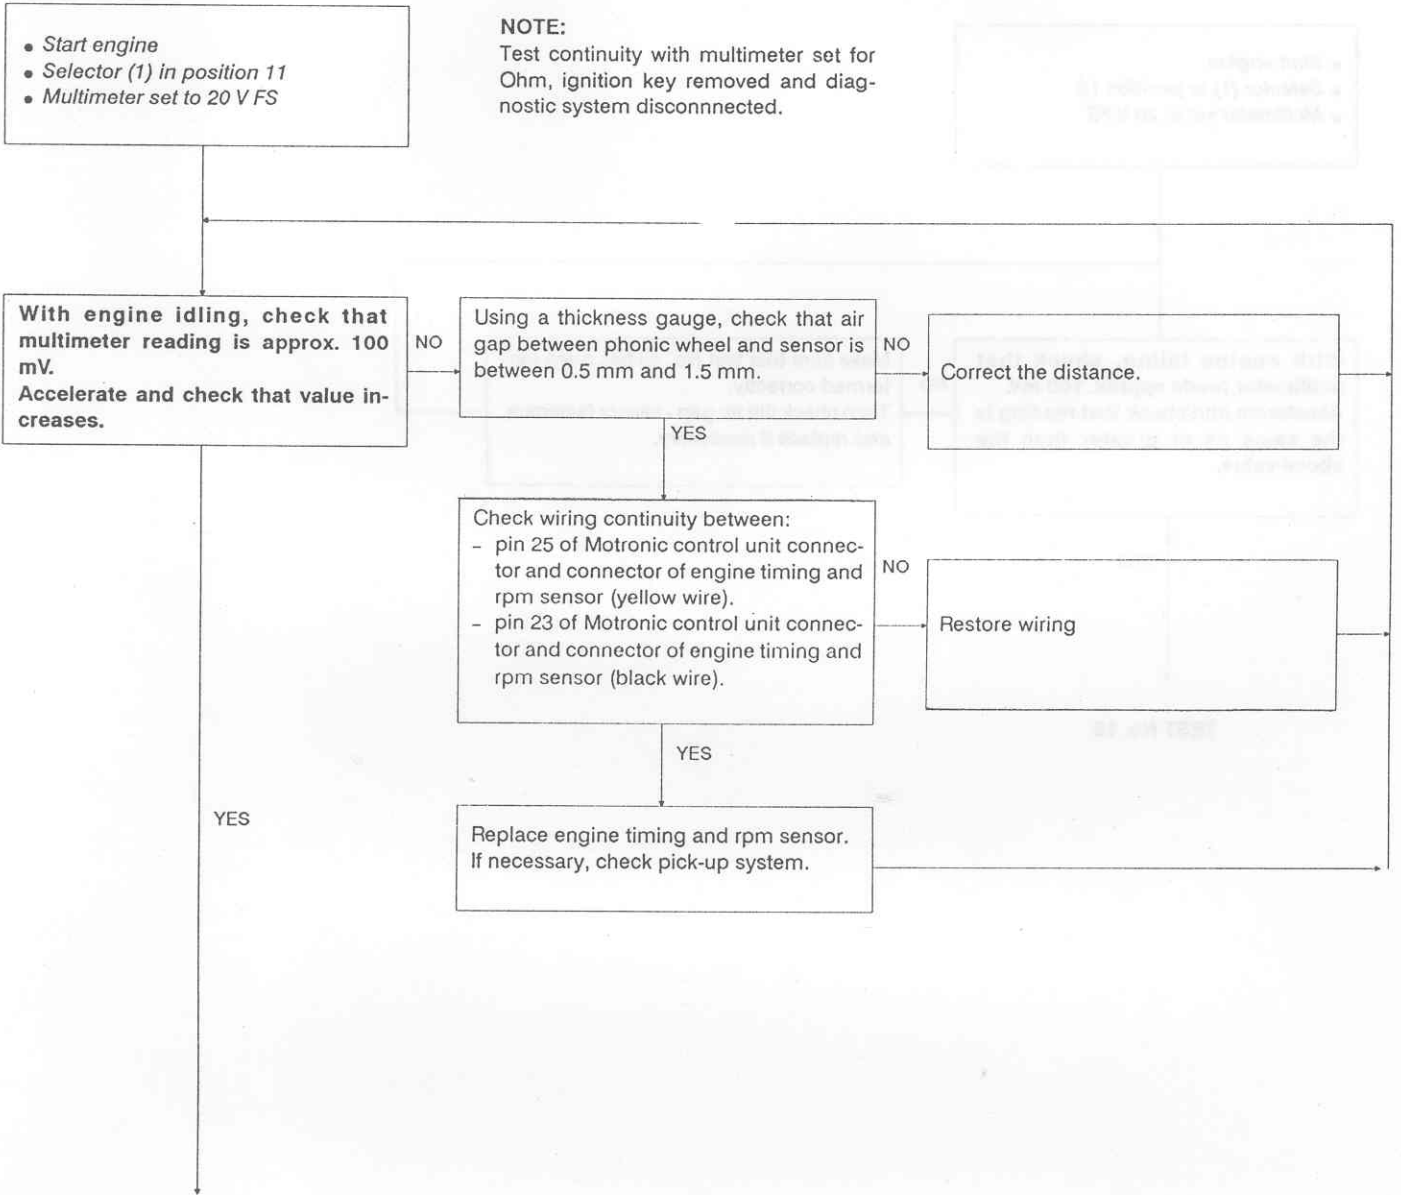 • Start engine
• Selector (1) in position 11
• Multimeter set to 20 V FS
NOTE:
Test continuity with multimeter set for
Ohm, ignition key removed and diag-
nostic system disconnnected.
With engine idling, check that
multimeter reading is approx. 100
mV.
Accelerate and check that value in-
creases.
NO
Using a thickness gauge, check that air
gap between phonic wheel and sensor is
between 0.5 mm and 1.5 mm.
NO
Correct the distance.
YES
Check wiring continuity between:
– pin 25 of Motronic control unit connec-
tor and connector of engine timing and
rpm sensor (yellow wire).
– pin 23 of Motronic control unit connec-
tor and connector of engine timing and
rpm sensor (black wire).
NO
Restore wiring
YES
Replace engine timing and rpm sensor.
If necessary, check pick-up system.
YES